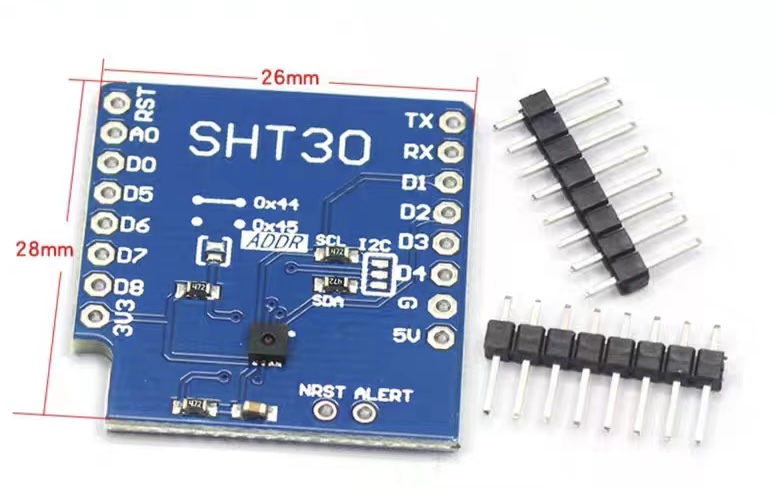 26mm
28mm
SHT30
RST
A0
D0
D5
D6
D7
D8
3V3
TX
RX
D1
D2
D3
D4
G
5V
0x44
0x45
ADDR
SCL
I2C
472
472
SDA
472
472
NRST ALERT